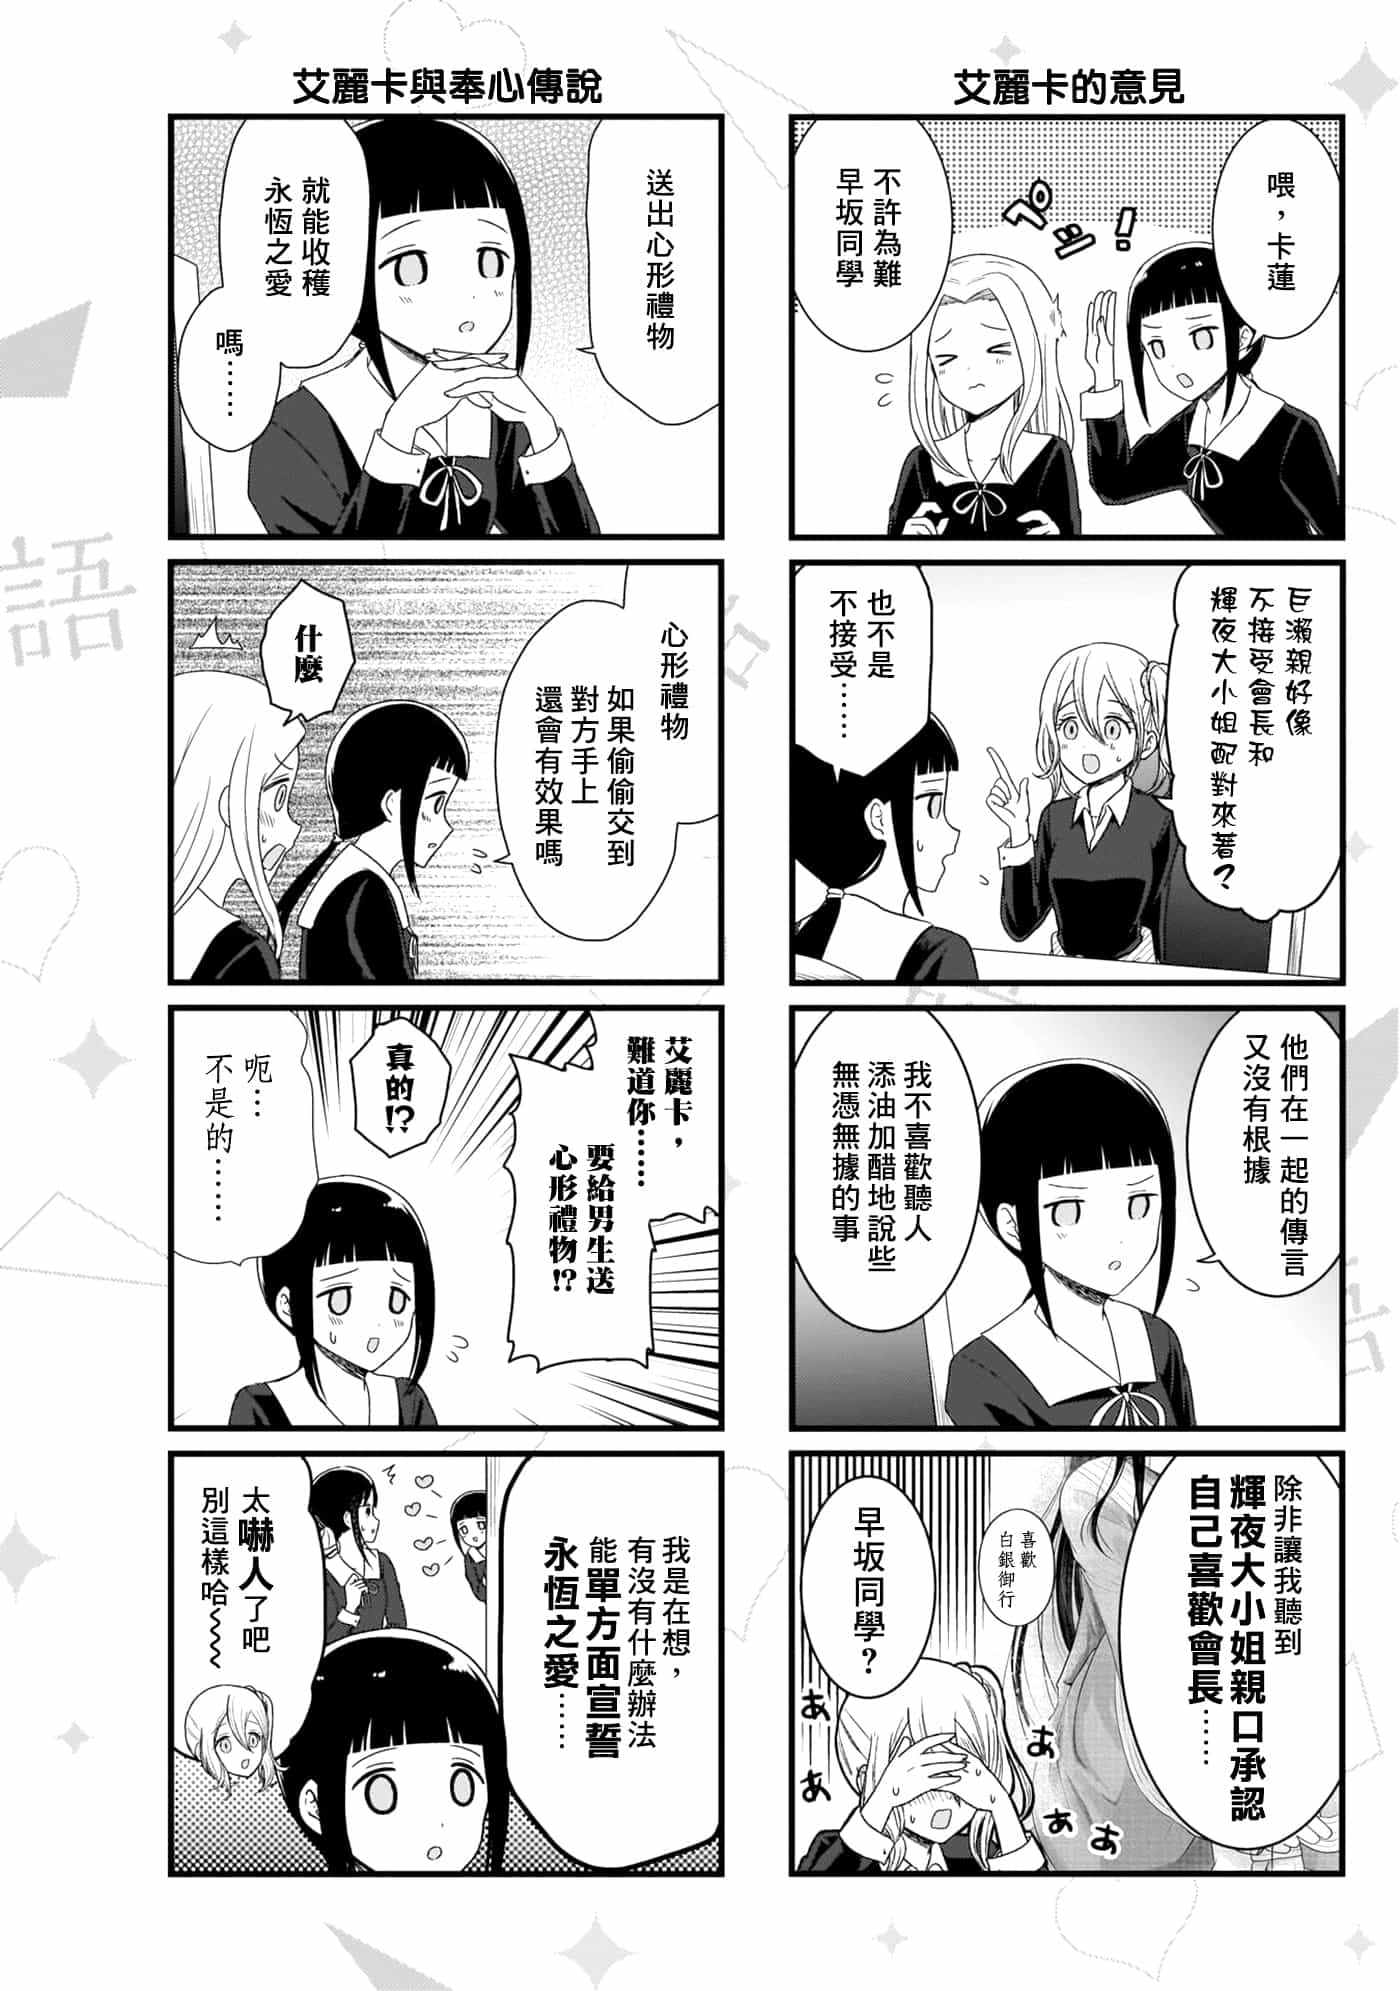 艾麗卡的意見
喂，卡蓮
ペシ!
不許為難
早坂同學
巨瀨親好像
不接受會長和
輝夜大小姐配對來著？
也不是
不接受……
他們在一起的傳言
又沒有根據
我不喜歡聽人
添油加醋地說些
無憑無據的事
除非讓我聽到
輝夜大小姐親口承認
自己喜歡會長……
喜歡
白銀御行
早坂同學？
あ
あ
あ
あ
あ
艾麗卡與奉心傳說
送出心形禮物
就能收穫
永恆之愛
嗎……
心形禮物
如果偷偷交到
對方手上
還會有效果嗎
什麼
艾麗卡，
難道你……
要給男生送
心形禮物!?
真的!?
呃…
不是的……
我是在想，
有沒有什麼辦法
能單方面宣誓
永恆之愛……
太嚇人了吧
別這樣哈～～～
語